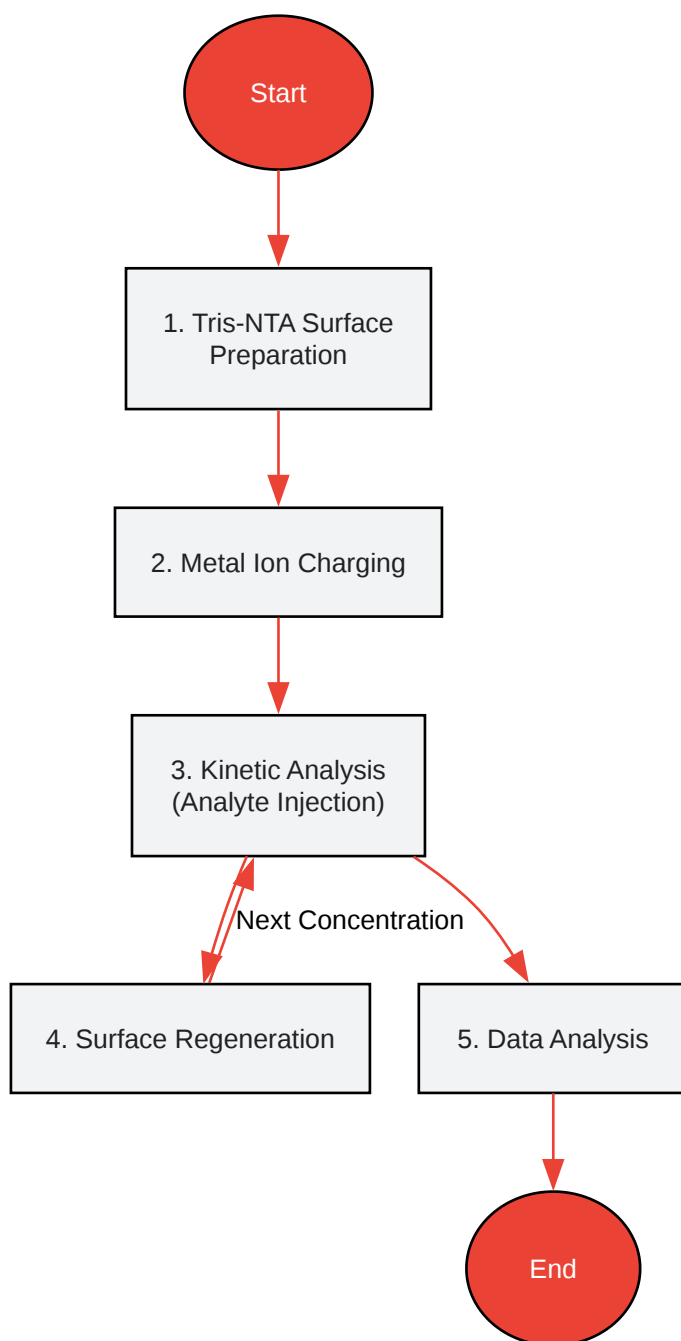 Start
1. Tris-NTA Surface
Preparation
2. Metal Ion Charging
3. Kinetic Analysis
(Analyte Injection)
Next Concentration
4. Surface Regeneration
5. Data Analysis
End